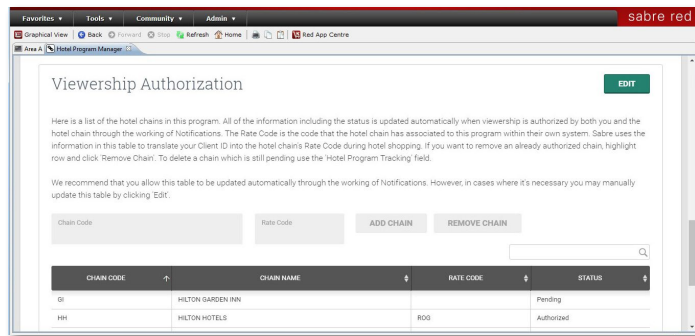 Favorites ▾ Tools ▾ Community ▾ Admin ▾ sabre red
Graphical View Back Forward Stop Refresh Home Red App Centre
Area A Hotel Program Manager
Viewership Authorization EDIT
Here is a list of the hotel chains in this program. All of the information including the status is updated automatically when viewership is authorized by both you and the
hotel chain through the working of Notifications. The Rate Code is the code that the hotel chain has associated to this program within their own system. Sabre uses the
information in this table to translate your Client ID into the hotel chain's Rate Code during hotel shopping. If you want to remove an already authorized chain, highlight
row and click 'Remove Chain'. To delete a chain which is still pending use the 'Hotel Program Tracking' field.
We recommend that you allow this table to be updated automatically through the working of Notifications. However, in cases where it's necessary you may manually
update this table by clicking 'Edit'.
Chain Code Rate Code ADD CHAIN REMOVE CHAIN
CHAIN CODE CHAIN NAME RATE CODE STATUS
GI HILTON GARDEN INN Pending
HH HILTON HOTELS ROG Authorized